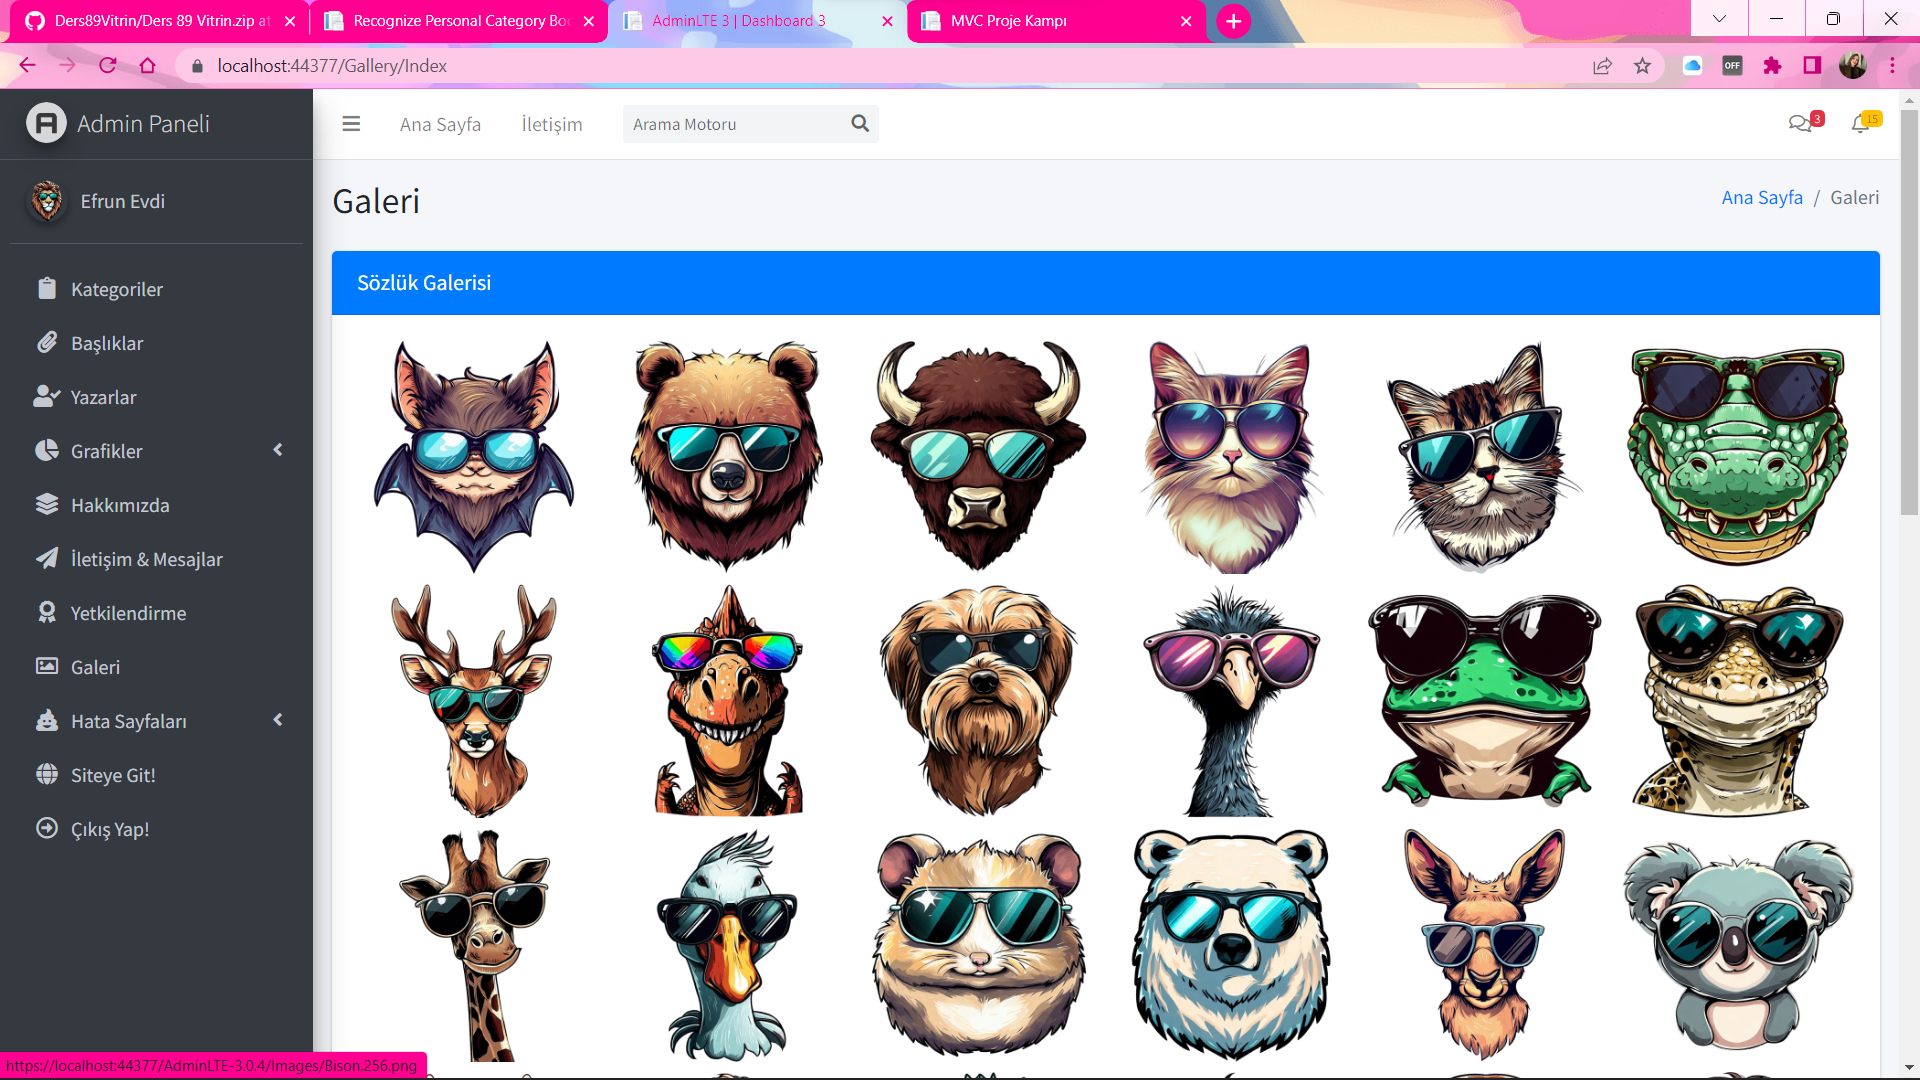 Ders89Vitrin/Ders 89 Vitrin.zip at
Recognize Personal Category Boo
AdminLTE 3 | Dashboard 3
MVC Proje Kampı
localhost:44377/Gallery/Index
OFF
Admin Paneli
Ana Sayfa
İletişim
Arama Motoru
3
15
Efrun Evdi
Galeri
Ana Sayfa / Galeri
Sözlük Galerisi
Kategoriler
Başlıklar
Yazarlar
Grafikler
Hakkımızda
İletişim & Mesajlar
Yetkilendirme
Galeri
Hata Sayfaları
Siteye Git!
Çıkış Yap!
https://localhost:44377/AdminLTE-3.0.4/Images/Bison.256.png